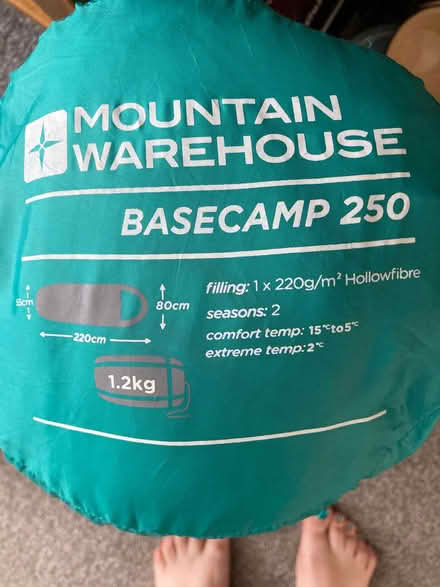 MOUNTAIN
WAREHOUSE
BASECAMP 250
filling: 1 x 220g/m² Hollowfibre
seasons: 2
comfort temp: 15°C to 5°C
extreme temp: 2°C
55cm
80cm
220cm
1.2kg